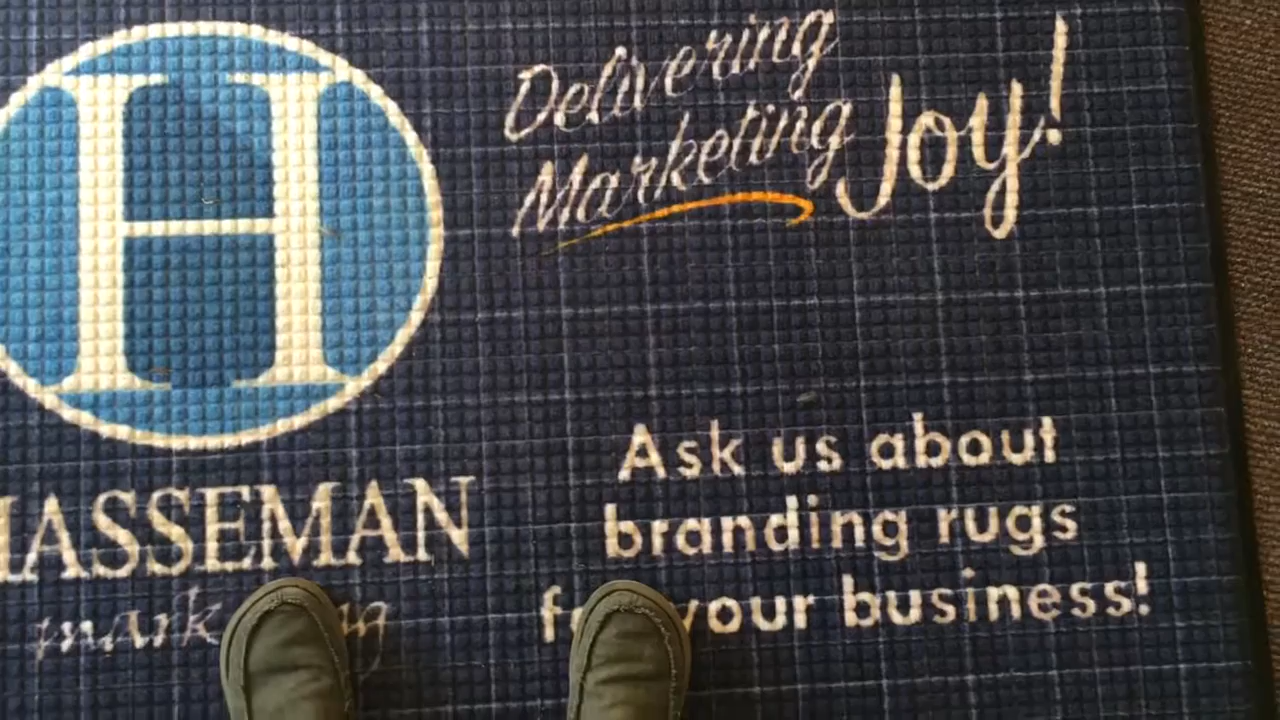 H
Delivering
Marketing Joy!
HASSEMAN
Ask us about
branding rugs
your business!